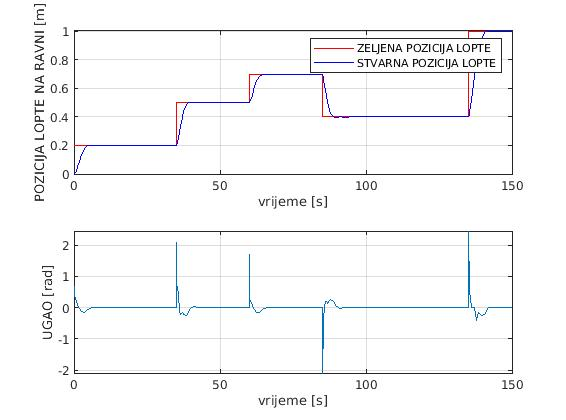 POZICIJA LOPTE NA RAVNI [m]
1
0.8
0.6
0.4
0.2
0
ZELJENA POZICIJA LOPTE
STVARNA POZICIJA LOPTE
0 50 100 150
vrijeme [s]
UGAO [rad]
2
1
0
-1
-2
0 50 100 150
vrijeme [s]